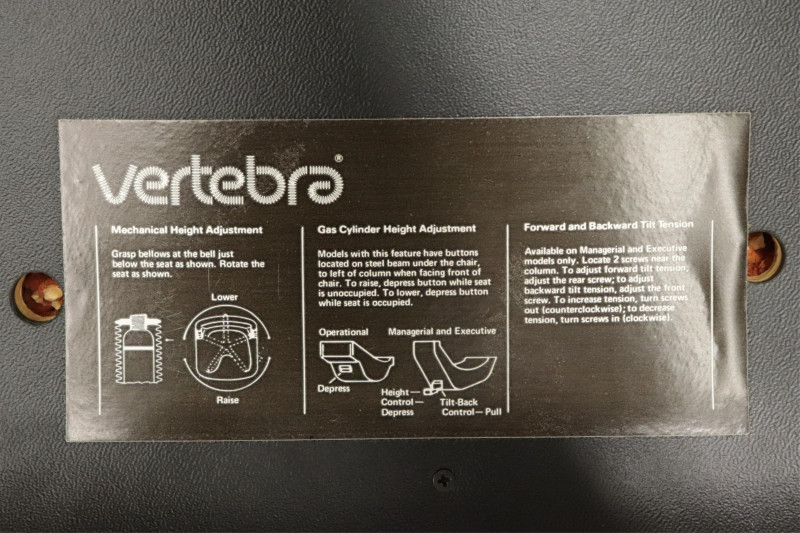 vertebra®
Mechanical Height Adjustment
Grasp bellows at the bell just
below the seat as shown. Rotate the
seat as shown.
Lower
Raise
Gas Cylinder Height Adjustment
Models with this feature have buttons
located on steel beam under the chair,
to left of column when facing front of
chair. To raise, depress button while seat
is unoccupied. To lower, depress button
while seat is occupied.
Operational
Depress
Managerial and Executive
Height
Control
Depress
Tilt-Back
Control Pull
Forward and Backward Tilt Tension
Available on Managerial and Executive
models only. Locate 2 screws near the
column. To adjust forward tilt tension,
adjust the rear screw; to adjust
backward tilt tension, adjust the front
screw. To increase tension, turn screws
out (counterclockwise); to decrease
tension, turn screws in (clockwise).